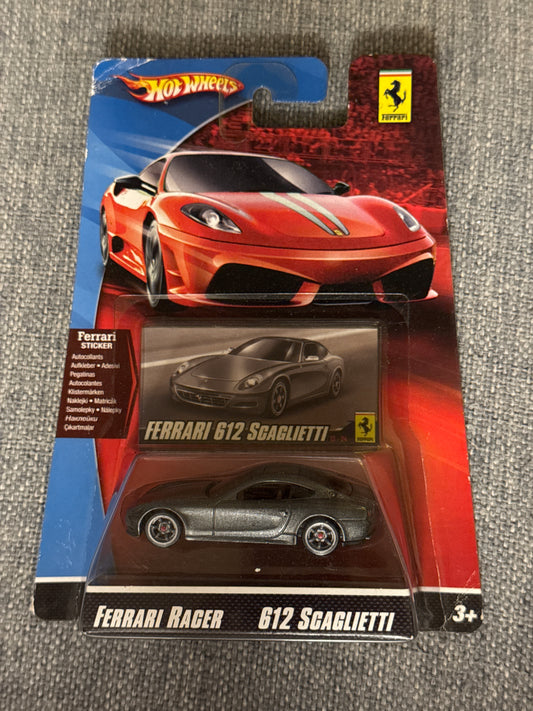 HOT WHEELS
Ferrari
Ferrari
STICKER
Autocollants
Aufkleber • Adesivi
Pegatinas
Autocolantes
Klistermärken
Naklejki • Matricák
Samolepky • Nálepky
Наклейки
Çıkartmalar
FERRARI 612 SCAGLIETTI
Ferrari
FERRARI RACER 612 SCAGLIETTI
3+